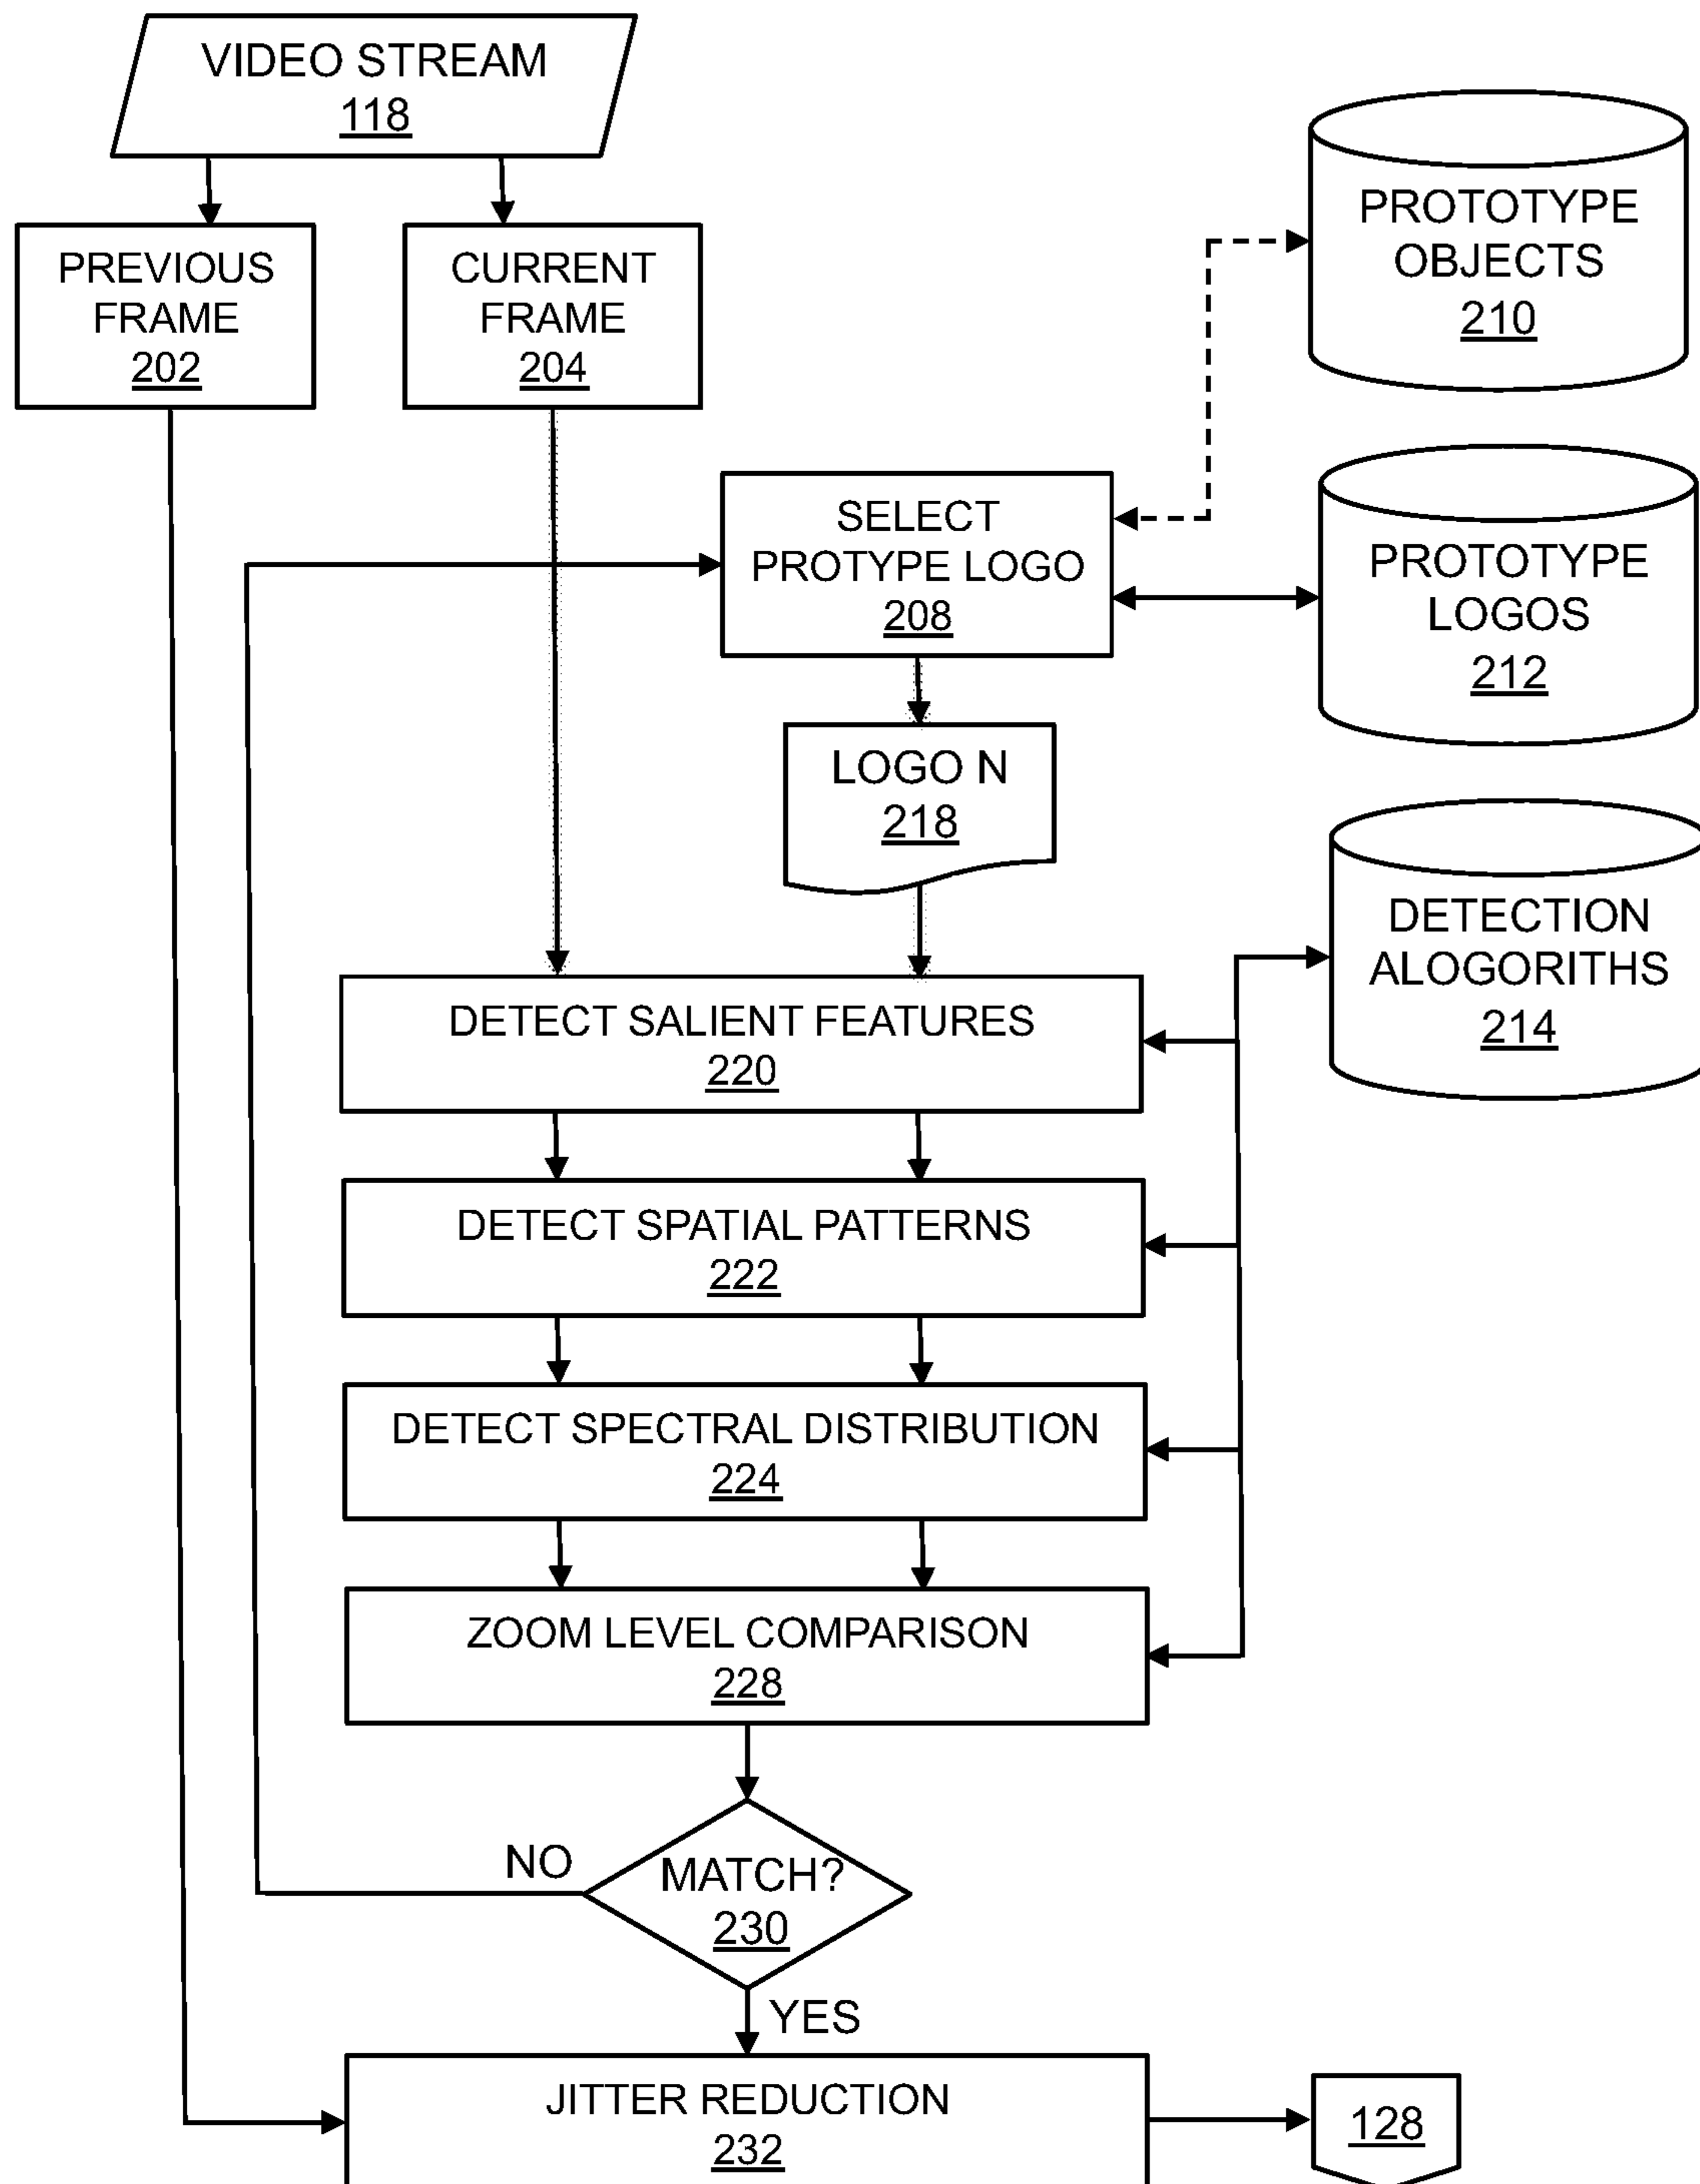 VIDEO STREAM
118
PREVIOUS
FRAME
202
CURRENT
FRAME
204
PROTOTYPE
OBJECTS
210
SELECT
PROTYPE LOGO
208
PROTOTYPE
LOGOS
212
LOGO N
218
DETECTION
ALOGORITHS
214
DETECT SALIENT FEATURES
220
DETECT SPATIAL PATTERNS
222
DETECT SPECTRAL DISTRIBUTION
224
ZOOM LEVEL COMPARISON
228
NO
MATCH?
230
YES
JITTER REDUCTION
232
128